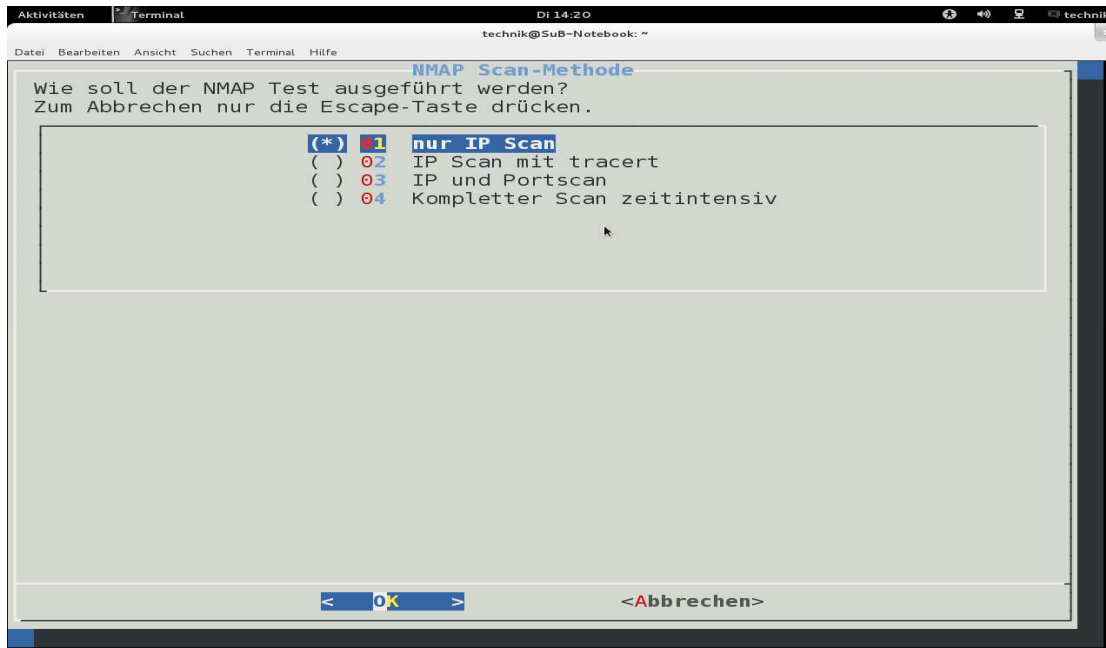 Aktivitäten Terminal Di 14:20 technik
technik@SuB-Notebook: ~
Datei Bearbeiten Ansicht Suchen Terminal Hilfe
NMAP Scan-Methode
Wie soll der NMAP Test ausgeführt werden?
Zum Abbrechen nur die Escape-Taste drücken.
(*) 01 nur IP Scan
( ) 02 IP Scan mit tracert
( ) 03 IP und Portscan
( ) 04 Kompletter Scan zeitintensiv
< OK > <Abbrechen>